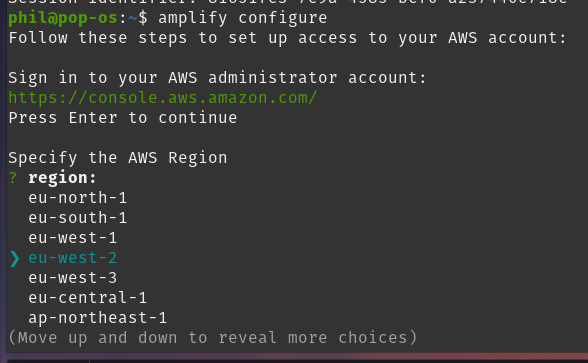 phil@pop-os:~$ amplify configure
Follow these steps to set up access to your AWS account:
Sign in to your AWS administrator account:
https://console.aws.amazon.com/
Press Enter to continue
Specify the AWS Region
? region:
eu-north-1
eu-south-1
eu-west-1
❯ eu-west-2
eu-west-3
eu-central-1
ap-northeast-1
(Move up and down to reveal more choices)